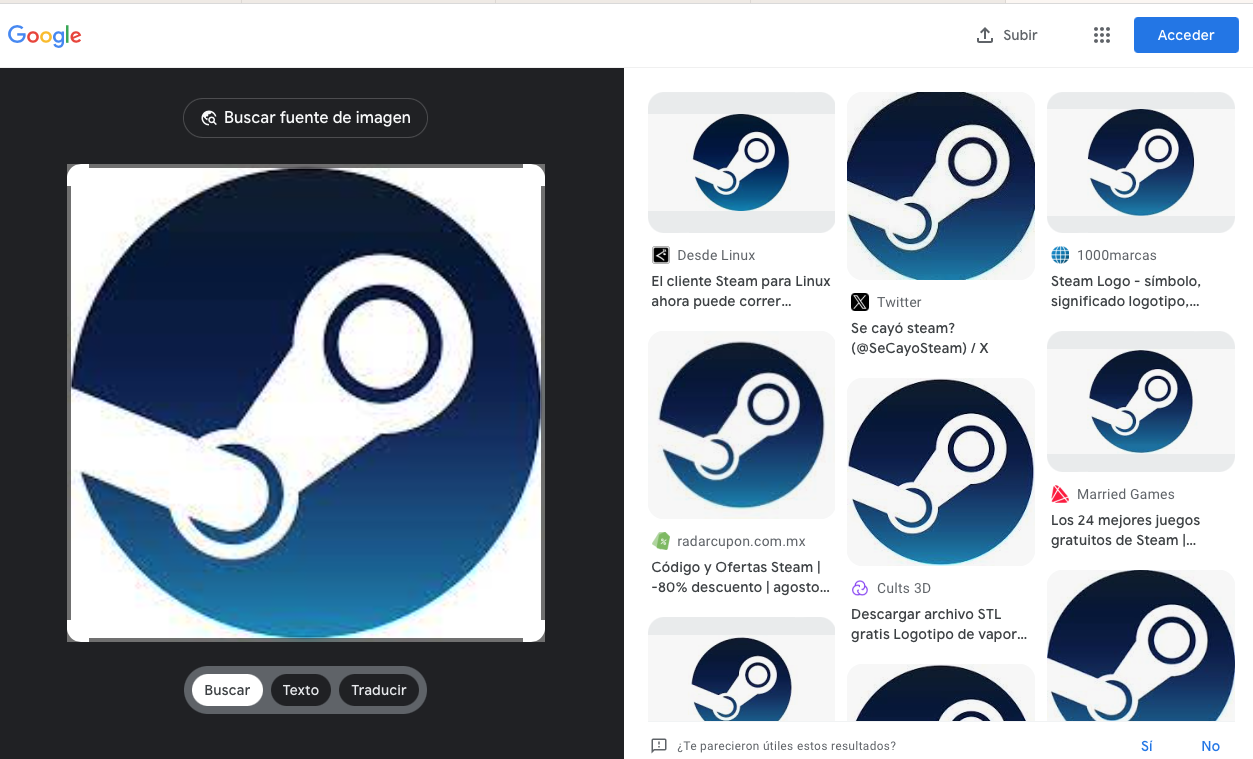 Google
Subir
Acceder
Buscar fuente de imagen
Buscar
Texto
Traducir
Desde Linux
El cliente Steam para Linux
ahora puede correr...
radarcupon.com.mx
Código y Ofertas Steam |
-80% descuento | agosto...
Twitter
Se cayó steam?
(@SeCayoSteam) / X
Cults 3D
Descargar archivo STL
gratis Logotipo de vapor...
1000marcas
Steam Logo - símbolo,
significado logotipo,...
Married Games
Los 24 mejores juegos
gratuitos de Steam |...
¿Te parecieron útiles estos resultados?
Sí
No